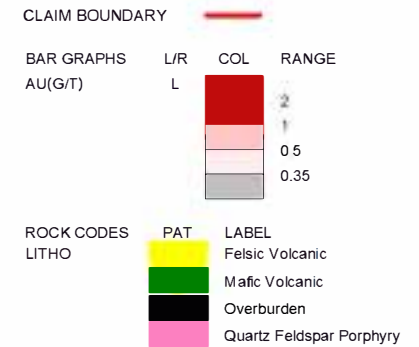 CLAIM BOUNDARY
BAR GRAPHS L/R COL RANGE
AU(G/T) L
2
1
0 5
0.35
ROCK CODES PAT LABEL
LITHO Felsic Volcanic
Mafic Volcanic
Overburden
Quartz Feldspar Porphyry